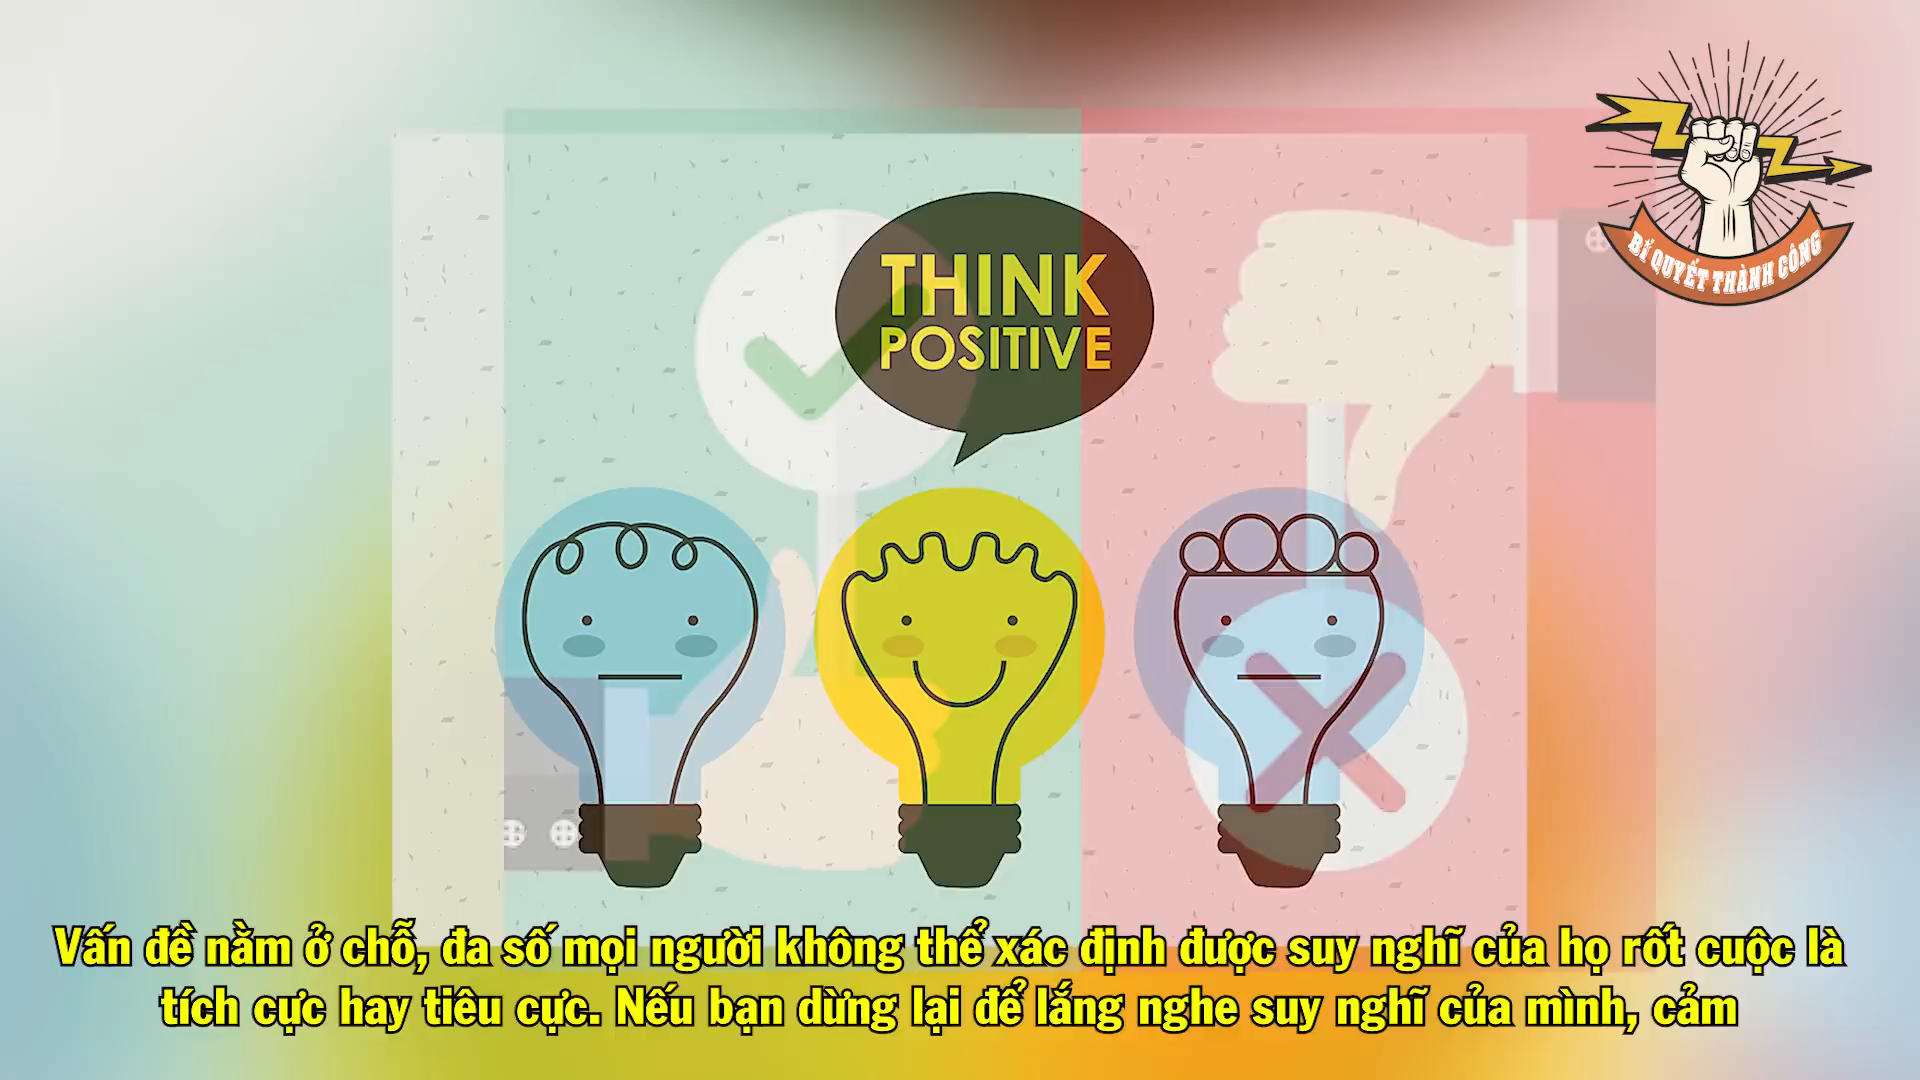 BÍ QUYẾT THÀNH CÔNG
THINK
POSITIVE
Vấn đề nằm ở chỗ, đa số mọi người không thể xác định được suy nghĩ của họ rốt cuộc là
tích cực hay tiêu cực. Nếu bạn dừng lại để lắng nghe suy nghĩ của mình, cảm